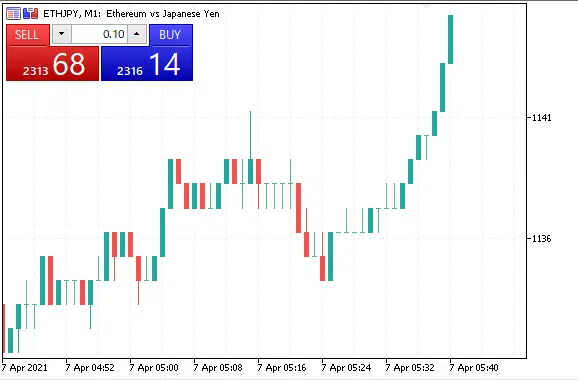 ETHJPY, M1: Ethereum vs Japanese Yen
SELL 0.10 BUY
2313 68 2316 14
1141
1136
7 Apr 2021 7 Apr 04:52 7 Apr 05:00 7 Apr 05:08 7 Apr 05:16 7 Apr 05:24 7 Apr 05:32 7 Apr 05:40